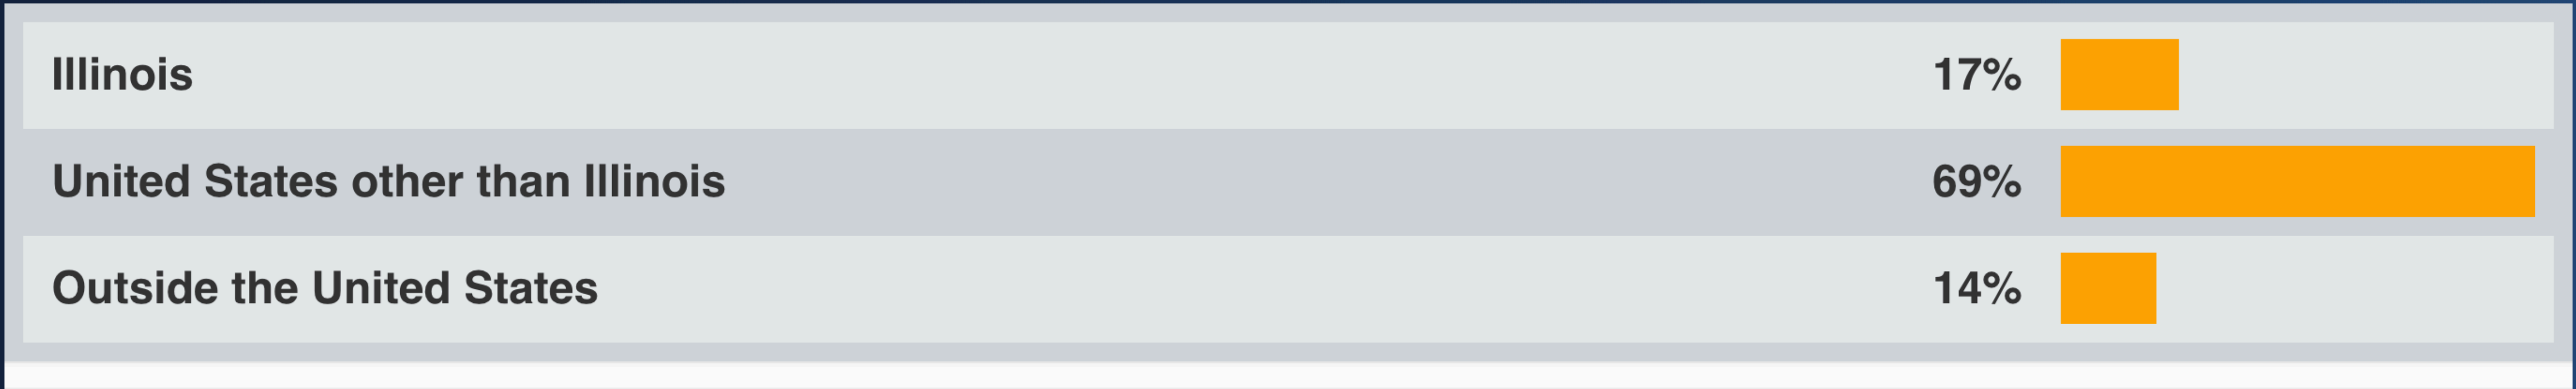 Illinois 17%
United States other than Illinois 69%
Outside the United States 14%